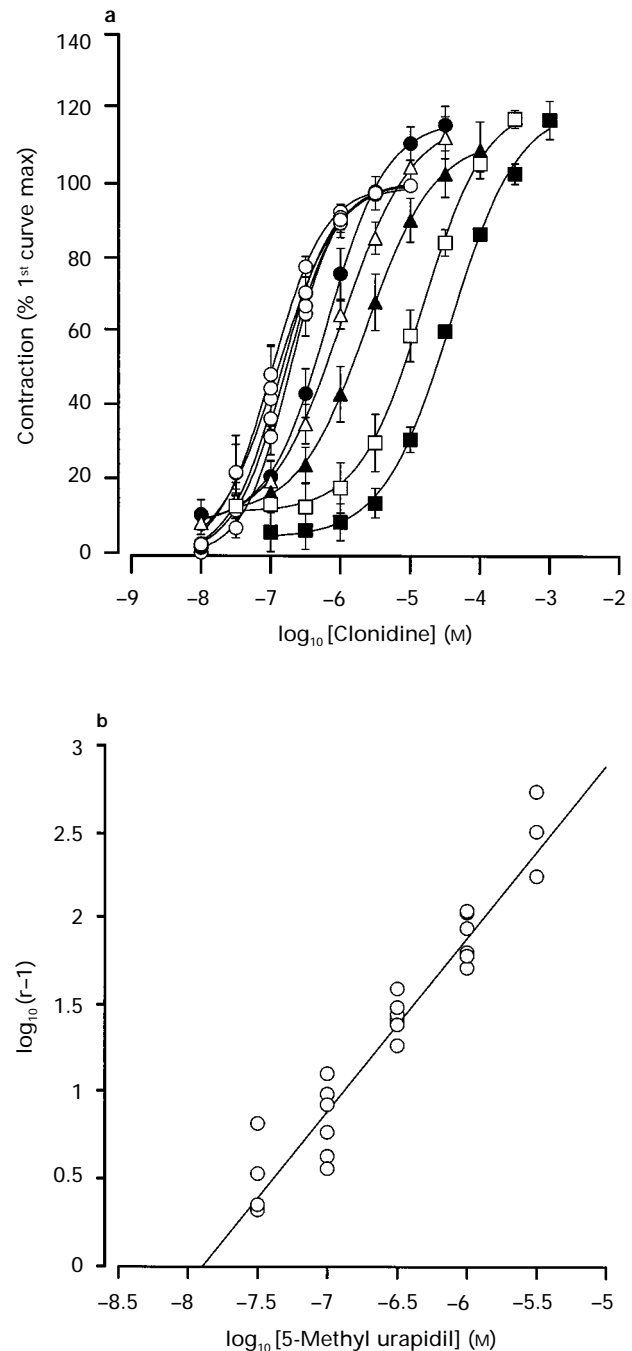 a
140
120
100
80
60
40
20
0
Contraction (% 1st curve max)
−9 −8 −7 −6 −5 −4 −3 −2
log10 [Clonidine] (M)
b
3
2.5
2
1.5
1
0.5
0
log10 (r−1)
−8.5 −8 −7.5 −7 −6.5 −6 −5.5 −5
log10 [5-Methyl urapidil] (M)